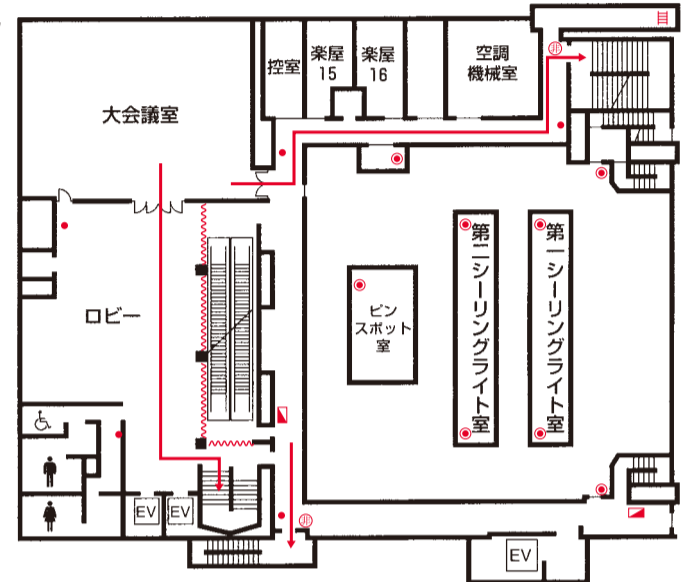 控室
楽屋
15
楽屋
16
空調
機械室
非
大会議室
第二シーリングライト室
第一シーリングライト室
ピン
スポット
室
ロビー
EV
EV
非
EV